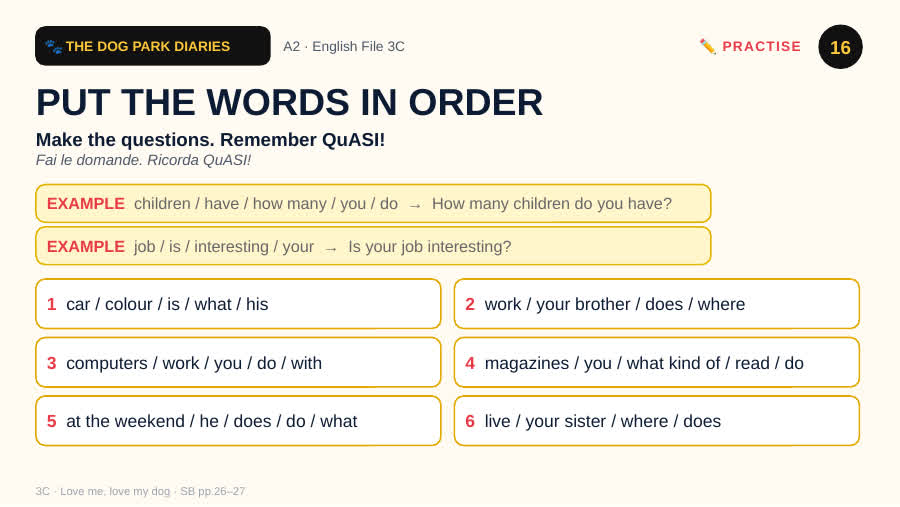 🐾 THE DOG PARK DIARIES
A2 · English File 3C
✏️ PRACTISE
16
PUT THE WORDS IN ORDER
Make the questions. Remember QuASI!
Fai le domande. Ricorda QuASI!
EXAMPLE children / have / how many / you / do → How many children do you have?
EXAMPLE job / is / interesting / your → Is your job interesting?
1 car / colour / is / what / his
2 work / your brother / does / where
3 computers / work / you / do / with
4 magazines / you / what kind of / read / do
5 at the weekend / he / does / do / what
6 live / your sister / where / does
3C · Love me, love my dog · SB pp.26–27